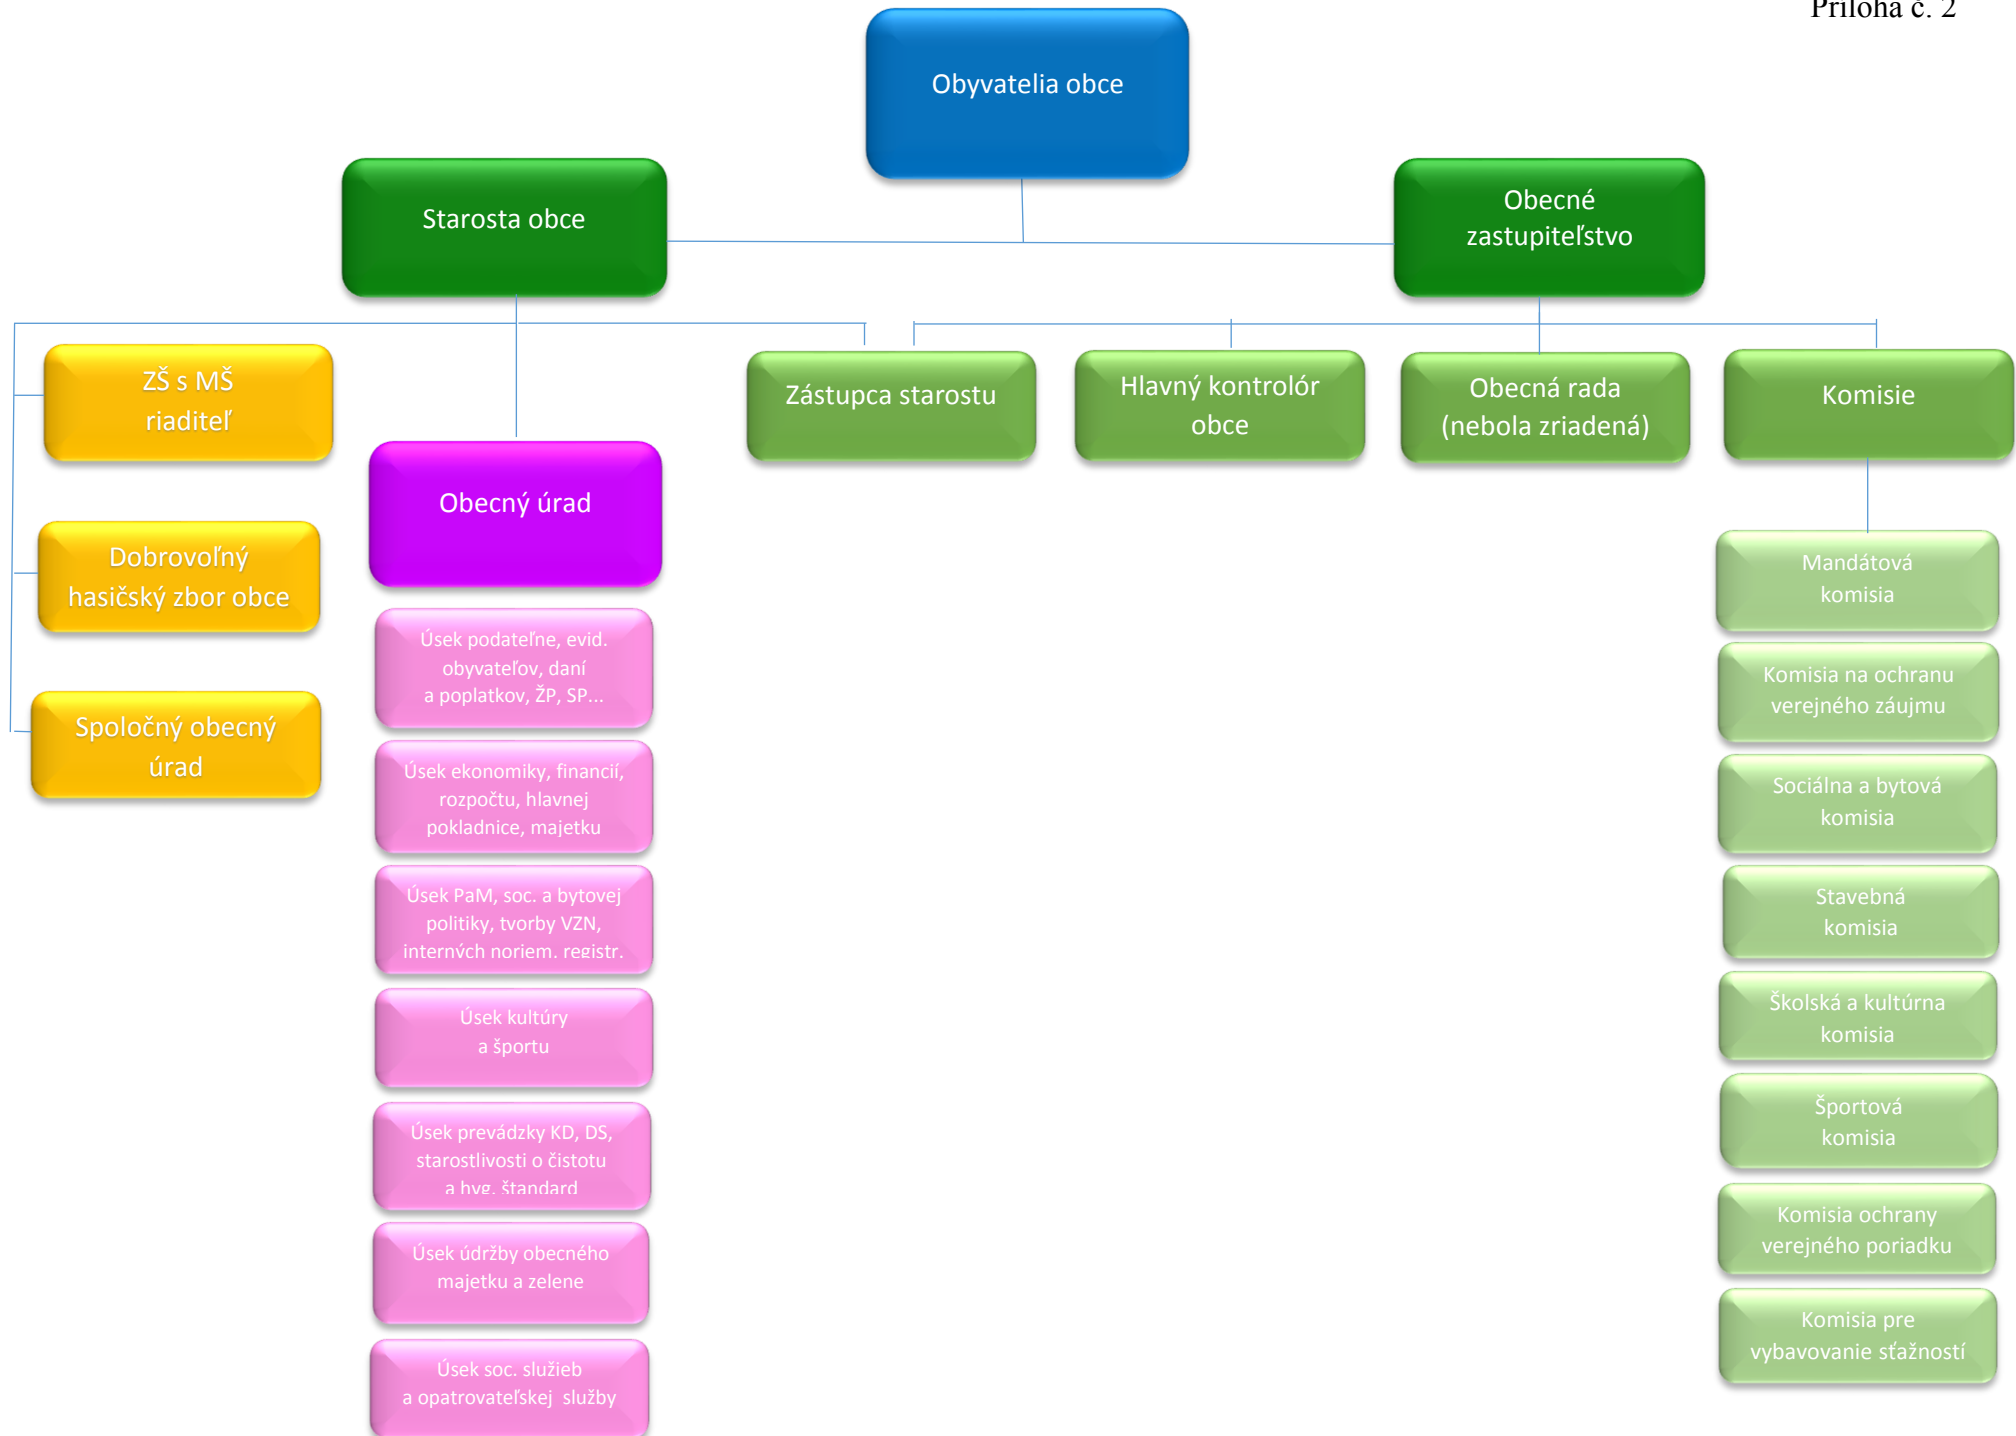 Príloha č. 2
Obyvatelia obce
Starosta obce
Obecné
zastupiteľstvo
ZŠ s MŠ
riaditeľ
Zástupca starostu
Hlavný kontrolór
obce
Obecná rada
(nebola zriadená)
Komisie
Obecný úrad
Dobrovoľný
hasičský zbor obce
Spoločný obecný
úrad
Úsek podateľne, evid.
obyvateľov, daní
a poplatkov, ŽP, SP...
Úsek ekonomiky, financií,
rozpočtu, hlavnej
pokladnice, majetku
Úsek PaM, soc. a bytovej
politiky, tvorby VZN,
interných noriem, registr.
Úsek kultúry
a športu
Úsek prevádzky KD, DS,
starostlivosti o čistotu
a hyg. štandard
Úsek údržby obecného
majetku a zelene
Úsek soc. služieb
a opatrovateľskej služby
Mandátová
komisia
Komisia na ochranu
verejného záujmu
Sociálna a bytová
komisia
Stavebná
komisia
Školská a kultúrna
komisia
Športová
komisia
Komisia ochrany
verejného poriadku
Komisia pre
vybavovanie sťažností